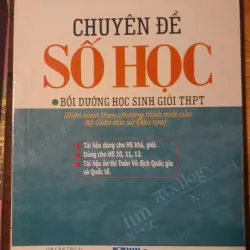 CHUYÊN ĐỀ
SỐ HỌC
BỒI DƯỠNG HỌC SINH GIỎI THPT
(Biên soạn theo chương trình mới của
Bộ Giáo dục và Đào tạo)
Tài liệu dùng cho HS khá, giỏi.
Dùng cho HS 10, 11, 12.
Tài liệu ôn thi Toán Vô địch Quốc gia
và Quốc tế.
lim